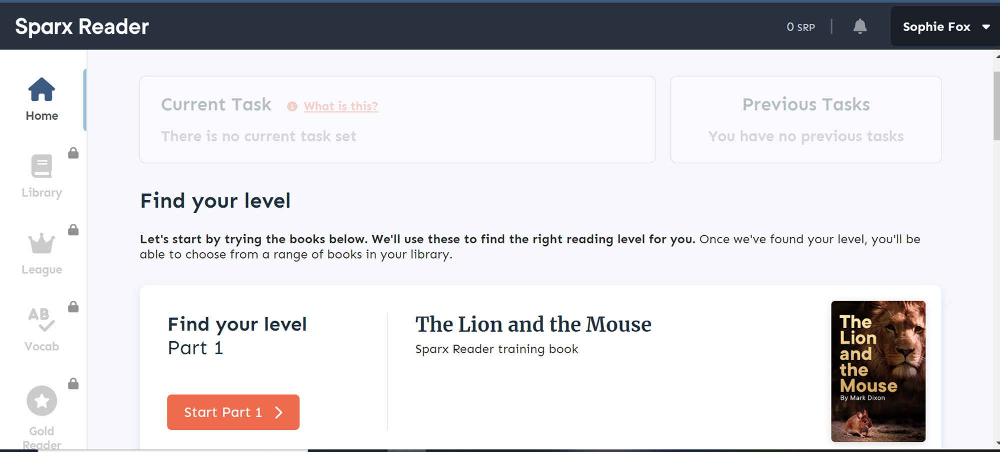 Sparx Reader
0 SRP
Sophie Fox
Home
Library
League
AB
Vocab
Gold
Reader
Current Task
What is this?
There is no current task set
Previous Tasks
You have no previous tasks
Find your level
Let's start by trying the books below. We'll use these to find the right reading level for you. Once we've found your level, you'll be
able to choose from a range of books in your library.
Find your level
Part 1
Start Part 1
The Lion and the Mouse
Sparx Reader training book
The
Lion
and
the
Mouse
By Mark Dixon